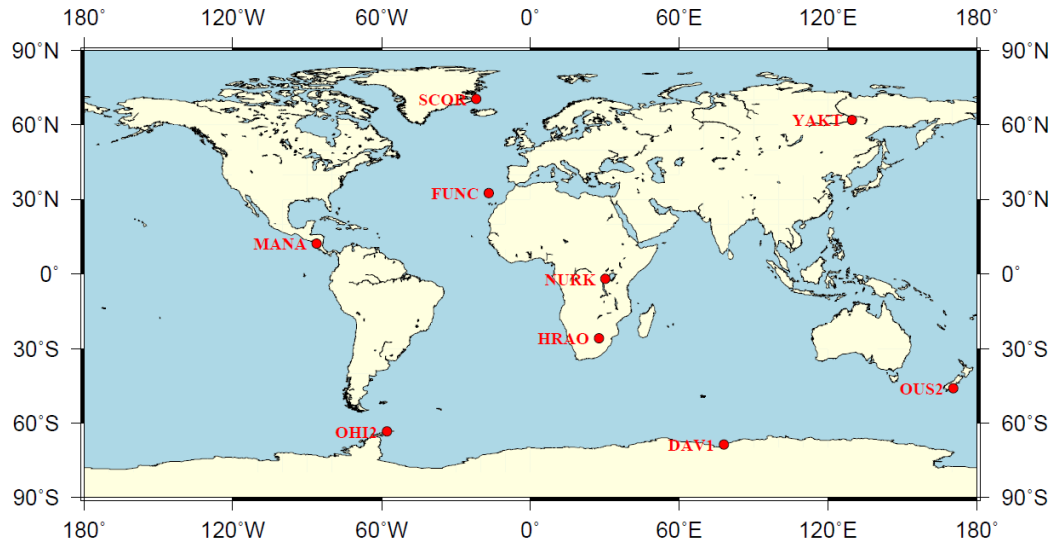 180˚ 120˚W 60˚W 0˚ 60˚E 120˚E 180˚
90˚N 90˚N
SCOR
60˚N YAKT 60˚N
30˚N FUNC 30˚N
MANA
0˚ NURK 0˚
30˚S HRAO 30˚S
OUS2
60˚S OHI2 60˚S
DAV1
90˚S 90˚S
180˚ 120˚W 60˚W 0˚ 60˚E 120˚E 180˚